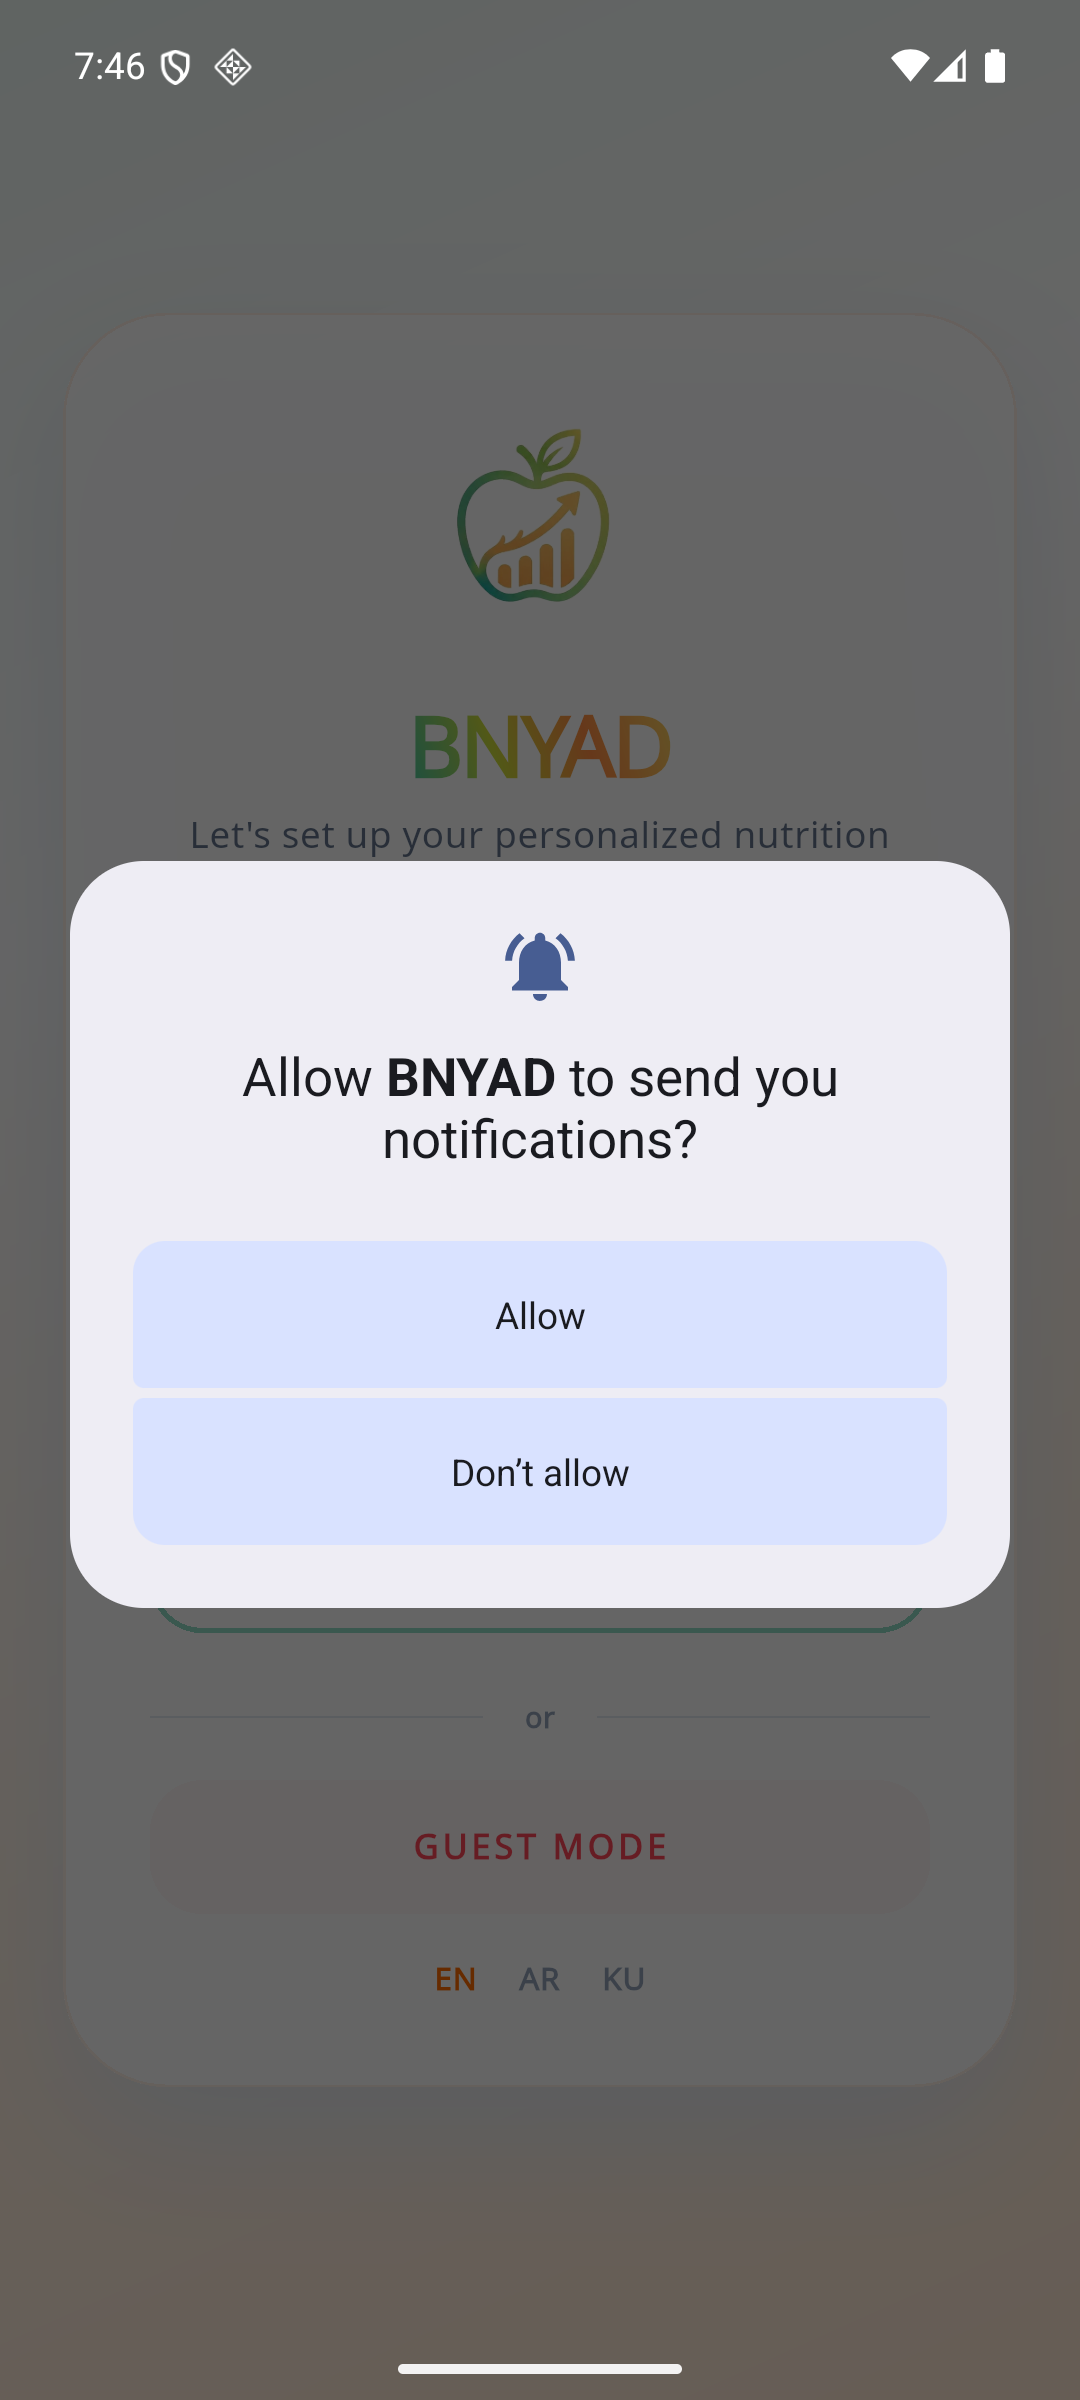 7:46
BNYAD
Let's set up your personalized nutrition
Allow BNYAD to send you
notifications?
Allow
Don’t allow
or
GUEST MODE
EN AR KU